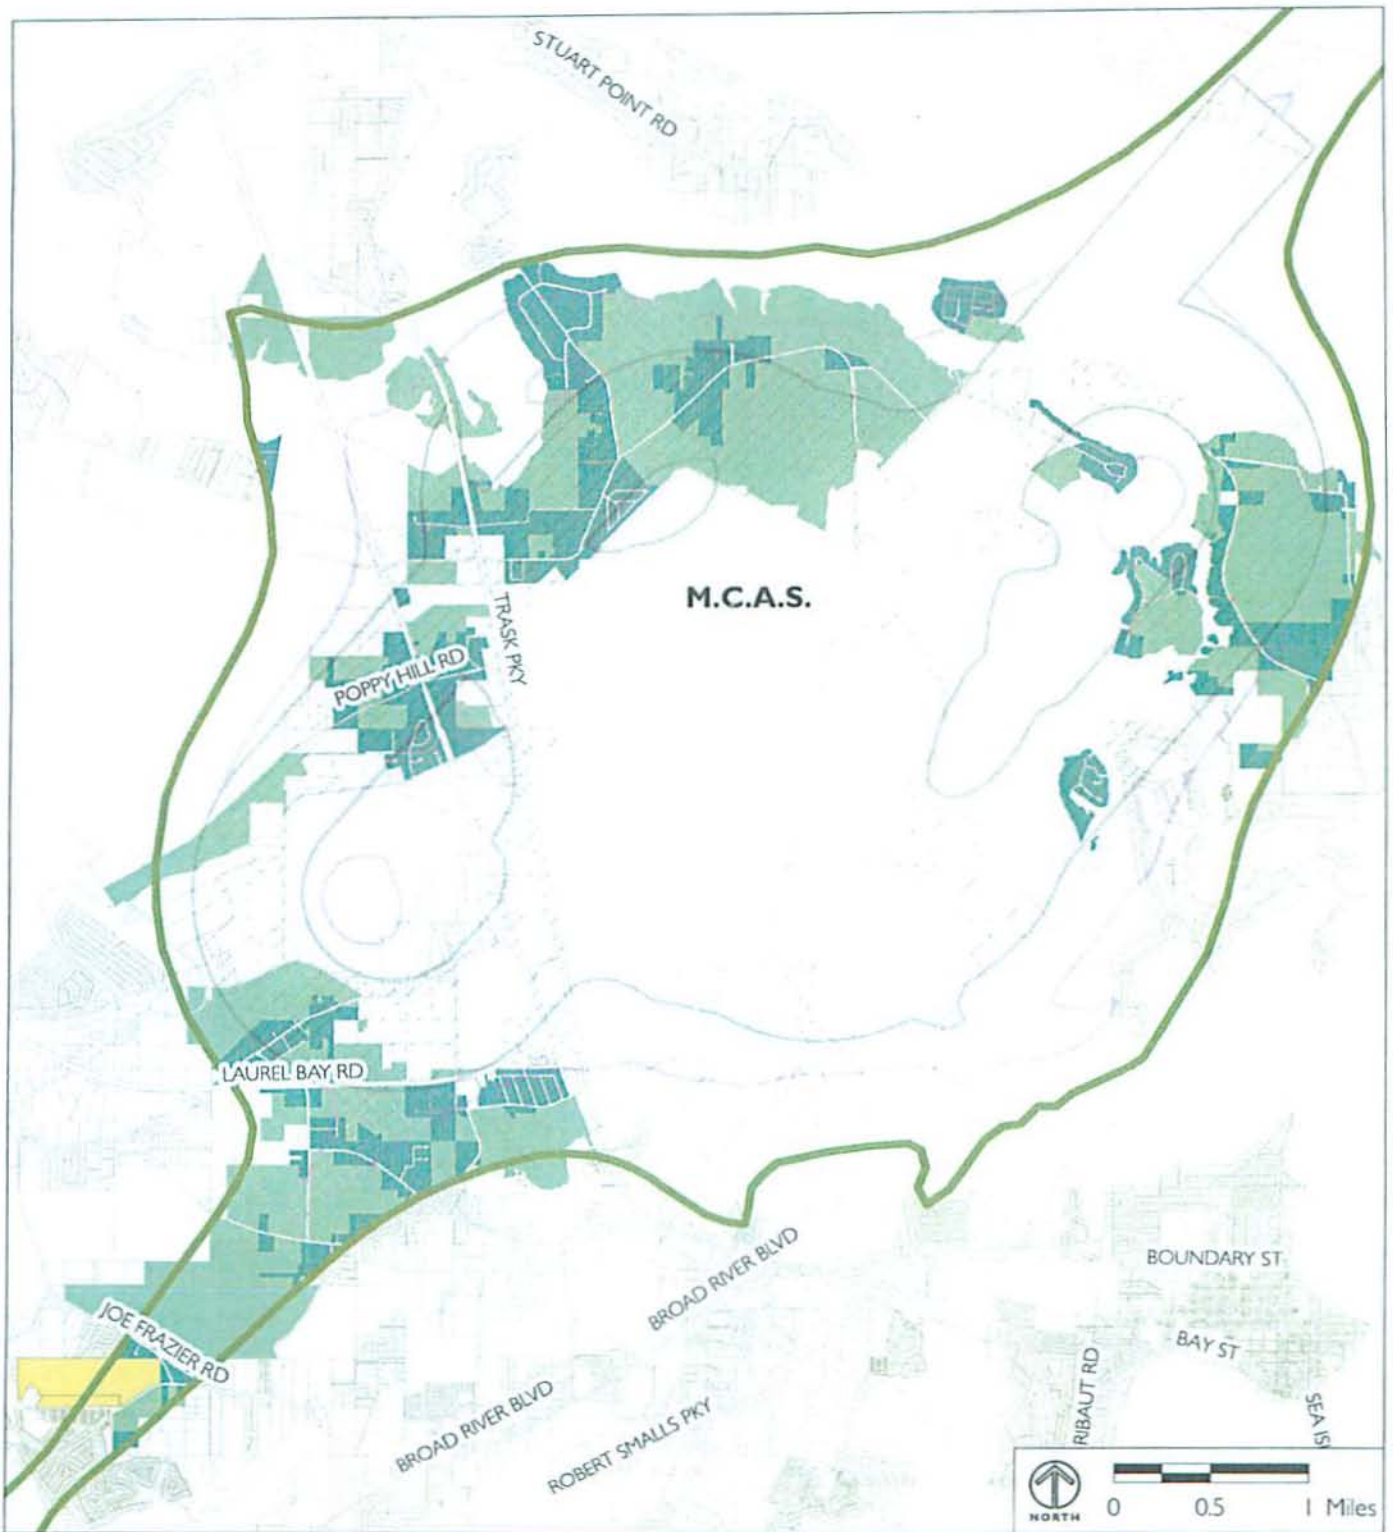 STUART POINT RD
M.C.A.S.
TRASK PKY
POPPY HILL RD
LAUREL BAY RD
JOE FRAZIER RD
BROAD RIVER BLVD
BOUNDARY ST
BAY ST
RIBAUT RD
SEA ISL
BROAD RIVER BLVD
ROBERT SMALLS PKY
NORTH
0 0.5 1 Miles